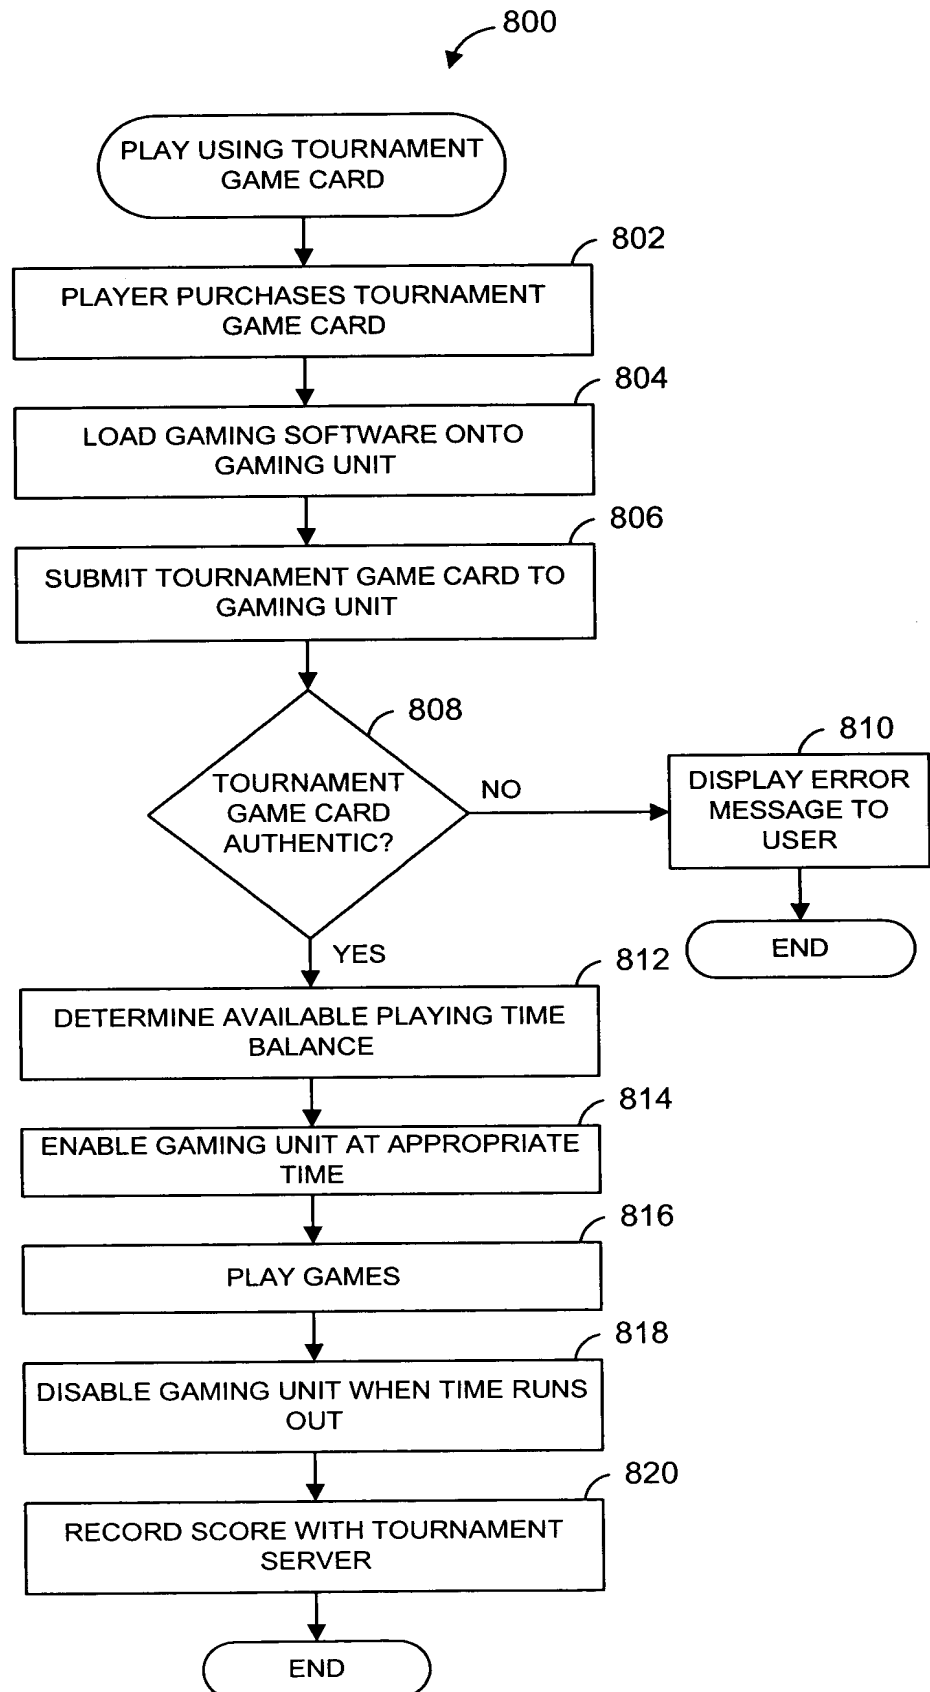 800
PLAY USING TOURNAMENT
GAME CARD
802
PLAYER PURCHASES TOURNAMENT
GAME CARD
804
LOAD GAMING SOFTWARE ONTO
GAMING UNIT
806
SUBMIT TOURNAMENT GAME CARD TO
GAMING UNIT
808
TOURNAMENT
GAME CARD
AUTHENTIC?
NO
810
DISPLAY ERROR
MESSAGE TO
USER
END
YES
812
DETERMINE AVAILABLE PLAYING TIME
BALANCE
814
ENABLE GAMING UNIT AT APPROPRIATE
TIME
816
PLAY GAMES
818
DISABLE GAMING UNIT WHEN TIME RUNS
OUT
820
RECORD SCORE WITH TOURNAMENT
SERVER
END